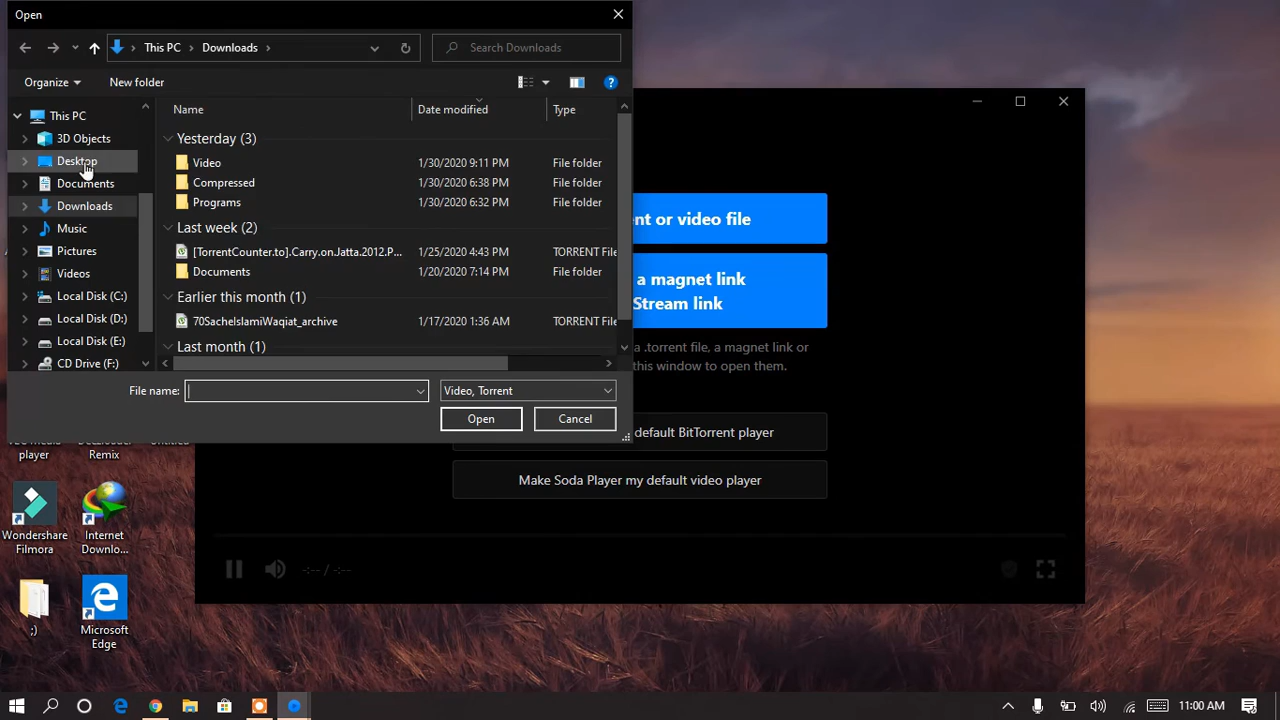 Open
This PC
Downloads
Search Downloads
Organize
New folder
This PC
3D Objects
Desktop
Documents
Downloads
Music
Pictures
Videos
Local Disk (C:)
Local Disk (D:)
Local Disk (E:)
CD Drive (F:)
Name Date modified Type
Yesterday (3)
Video 1/30/2020 9:11 PM File folder
Compressed 1/30/2020 6:38 PM File folder
Programs 1/30/2020 6:32 PM File folder
Last week (2)
[TorrentCounter.to].Carry.on.Jatta.2012.P... 1/25/2020 4:43 PM TORRENT File
Documents 1/20/2020 7:14 PM File folder
Earlier this month (1)
70SacheIslamiWaqiat_archive 1/17/2020 1:36 AM TORRENT File
Last month (1)
File name:
Video, Torrent
Open
Cancel
nt or video file
a magnet link
Stream link
a .torrent file, a magnet link or
this window to open them.
default BitTorrent player
Make Soda Player my default video player
-:-- / -:--
player
Remix
Wondershare
Filmora
Internet
Downlo...
;)
Microsoft
Edge
11:00 AM